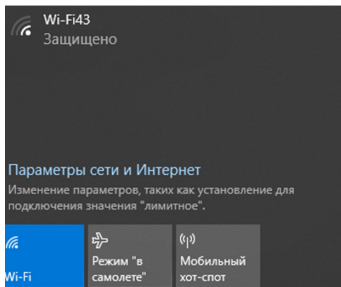 Wi-Fi43
Защищено
Параметры сети и Интернет
Изменение параметров, таких как установление для
подключения значения "лимитное".
Wi-Fi
Режим "в
самолете"
Мобильный
хот-спот